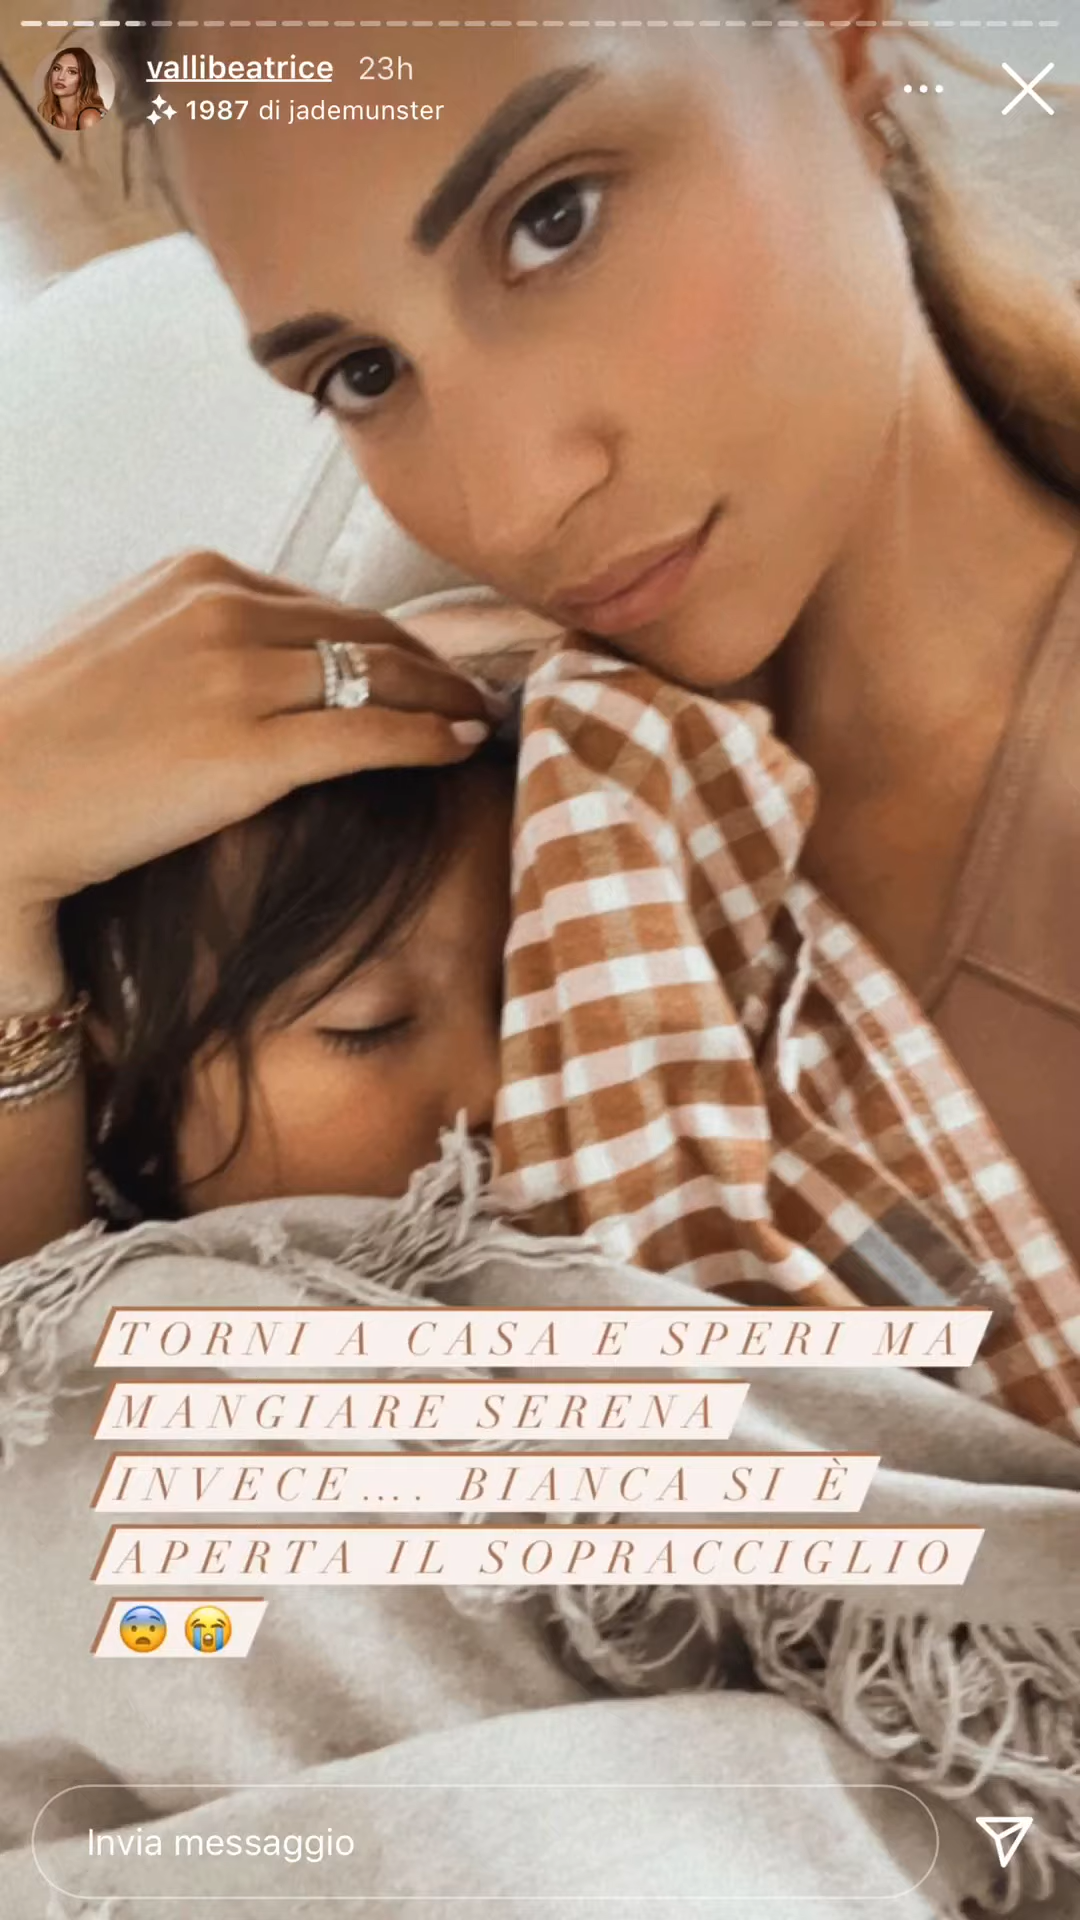 vallibeatrice 23h
1987 di jademunster
TORNI A CASA E SPERI MA
MANGIARE SERENA
INVECE.... BIANCA SI È
APERTA IL SOPRACCIGLIO
😨 😭
Invia messaggio